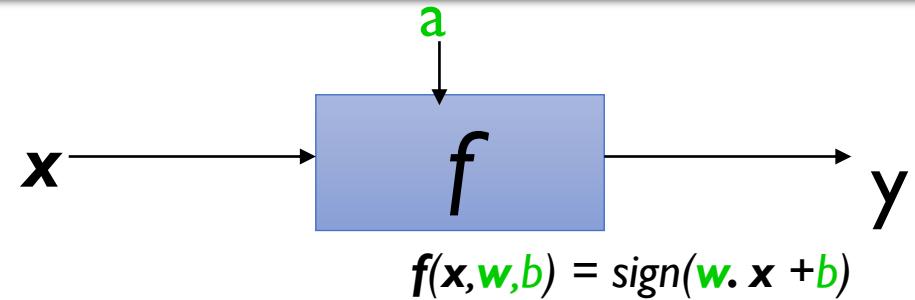 a
x
f
y
f(x,w,b) = sign(w. x +b)